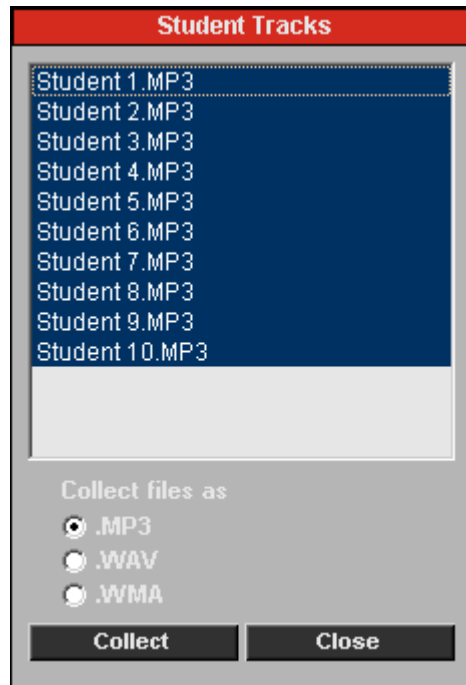 Student Tracks
Student 1.MP3
Student 2.MP3
Student 3.MP3
Student 4.MP3
Student 5.MP3
Student 6.MP3
Student 7.MP3
Student 8.MP3
Student 9.MP3
Student 10.MP3
Collect files as
.MP3
.WAV
.WMA
Collect Close